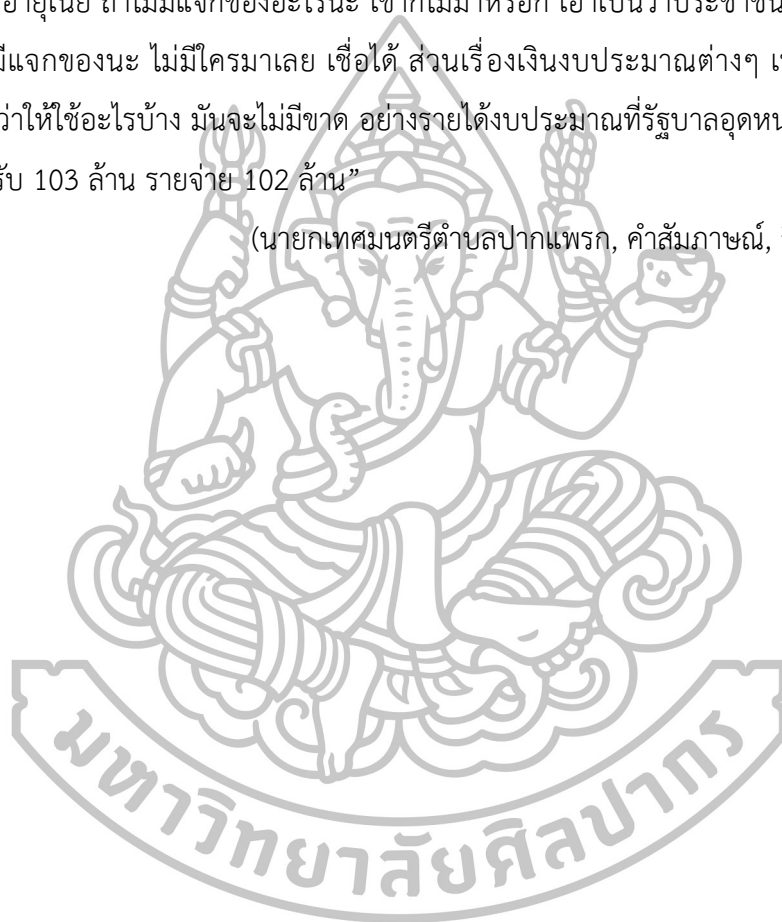 อายุเนี่ย ถ้าไม่มีแจกของอะไรนะ เขาก็ไม่มาหรอก เอาเป็นว่าประชาชน
มีแจกของนะ ไม่มีใครมาเลย เชื่อได้ ส่วนเรื่องเงินงบประมาณต่างๆ
ว่าให้ใช้อะไรบ้าง มันจะไม่มีขาด อย่างรายได้งบประมาณที่รัฐบาลอุดหนุ
รับ 103 ล้าน รายจ่าย 102 ล้าน”
(นายกเทศมนตรีตำบลปากแพรก, คำสัมภาษณ์,
มหาวิทยาลัยศิลปากร